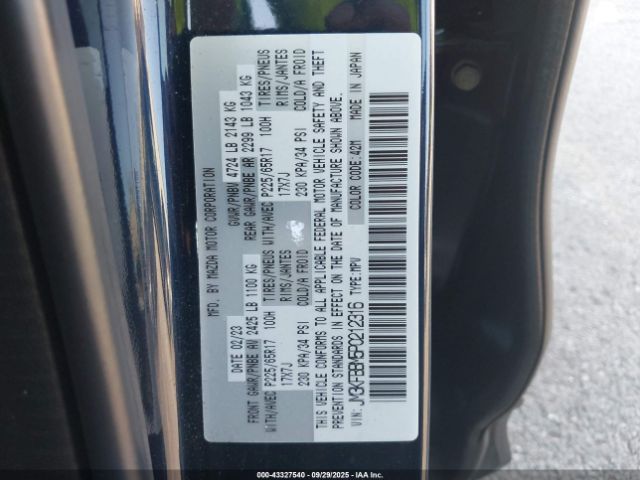 MFD. BY MAZDA MOTOR CORPORATION
DATE 02/23 GVWR/PNBV 4724 LB 2143 KG
FRONT GAWR/PNBE AV 2425 LB 1100 KG REAR GAWR/PNBE AR 2299 LB 1043 KG
WITH/AVEC P225/65R17 100H TIRES/PNEUS WITH/AVEC P225/65R17 100H TIRES/PNEUS
17X7J RIMS/JANTES 17X7J RIMS/JANTES
230 KPA/34 PSI COLD/A FROID 230 KPA/34 PSI COLD/A FROID
THIS VEHICLE CONFORMS TO ALL APPLICABLE FEDERAL MOTOR VEHICLE SAFETY AND THEFT
PREVENTION STANDARDS IN EFFECT ON THE DATE OF MANUFACTURE SHOWN ABOVE.
COLOR CODE:42M MADE IN JAPAN
VIN: JM3KFBBM5P0212316 TYPE:MPV
000-43327540 09/29/2025 IAAI.COM